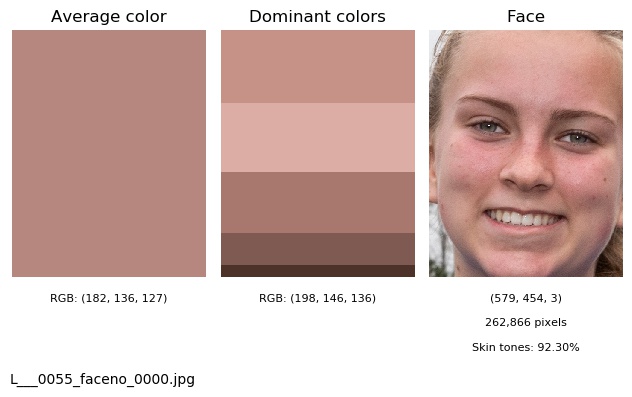 Average color
Dominant colors
Face
RGB: (182, 136, 127)
RGB: (198, 146, 136)
(579, 454, 3)
262,866 pixels
Skin tones: 92.30%
L___0055_faceno_0000.jpg